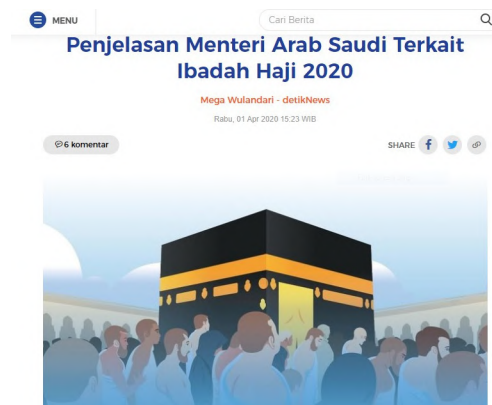 MENU
Cari Berita
Penjelasan Menteri Arab Saudi Terkait
Ibadah Haji 2020
Mega Wulandari - detikNews
Rabu, 01 Apr 2020 15:23 WIB
6 komentar
SHARE